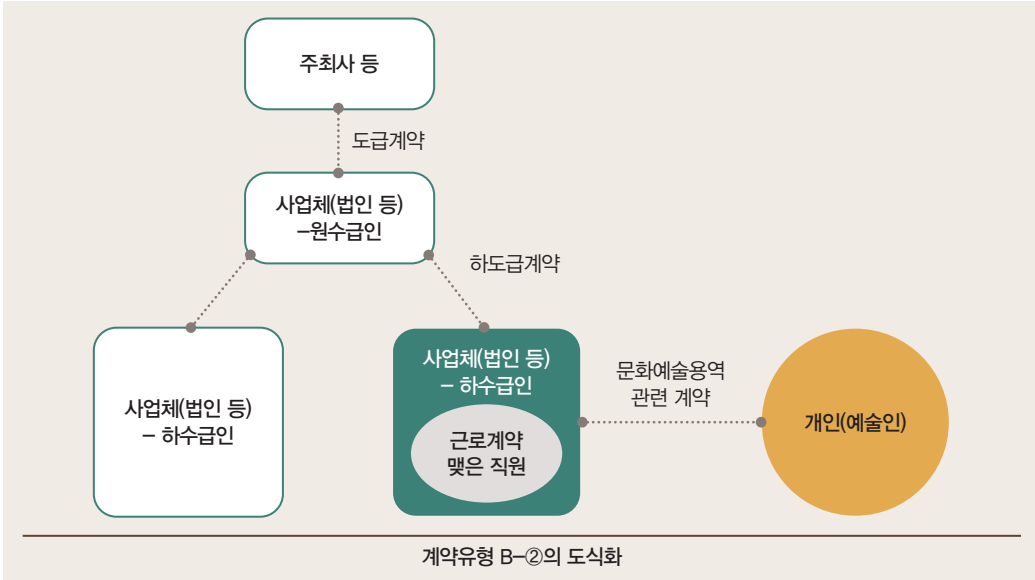 주최사 등
도급계약
사업체(법인 등)
–원수급인
하도급계약
사업체(법인 등)
– 하수급인
사업체(법인 등)
– 하수급인
근로계약
맺은 직원
문화예술용역
관련 계약
개인(예술인)
계약유형 B–②의 도식화